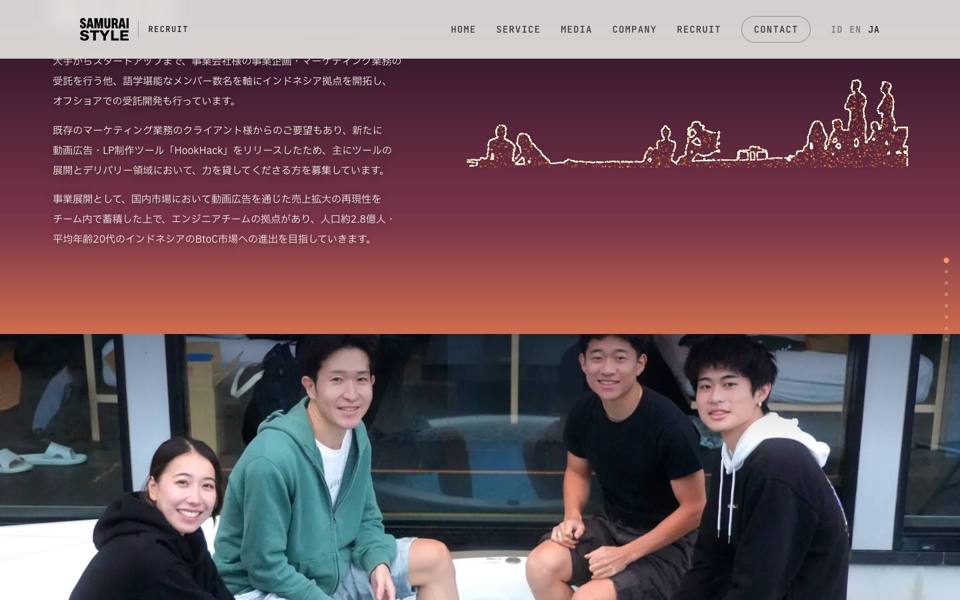 SAMURAI
STYLE
RECRUIT
HOME SERVICE MEDIA COMPANY RECRUIT CONTACT ID EN JA
大手からスタートアップまで、事業会社様の事業企画・マーケティング業務の
受託を行う他、語学堪能なメンバー数名を軸にインドネシア拠点を開拓し、
オフショアでの受託開発も行っています。
既存のマーケティング業務のクライアント様からのご要望もあり、新たに
動画広告・LP制作ツール「HookHack」をリリースしたため、主にツールの
展開とデリバリー領域において、力を貸してくださる方を募集しています。
事業展開として、国内市場において動画広告を通じた売上拡大の再現性を
チーム内で蓄積した上で、エンジニアチームの拠点があり、人口約2.8億人・
平均年齢20代のインドネシアのBtoC市場への進出を目指していきます。